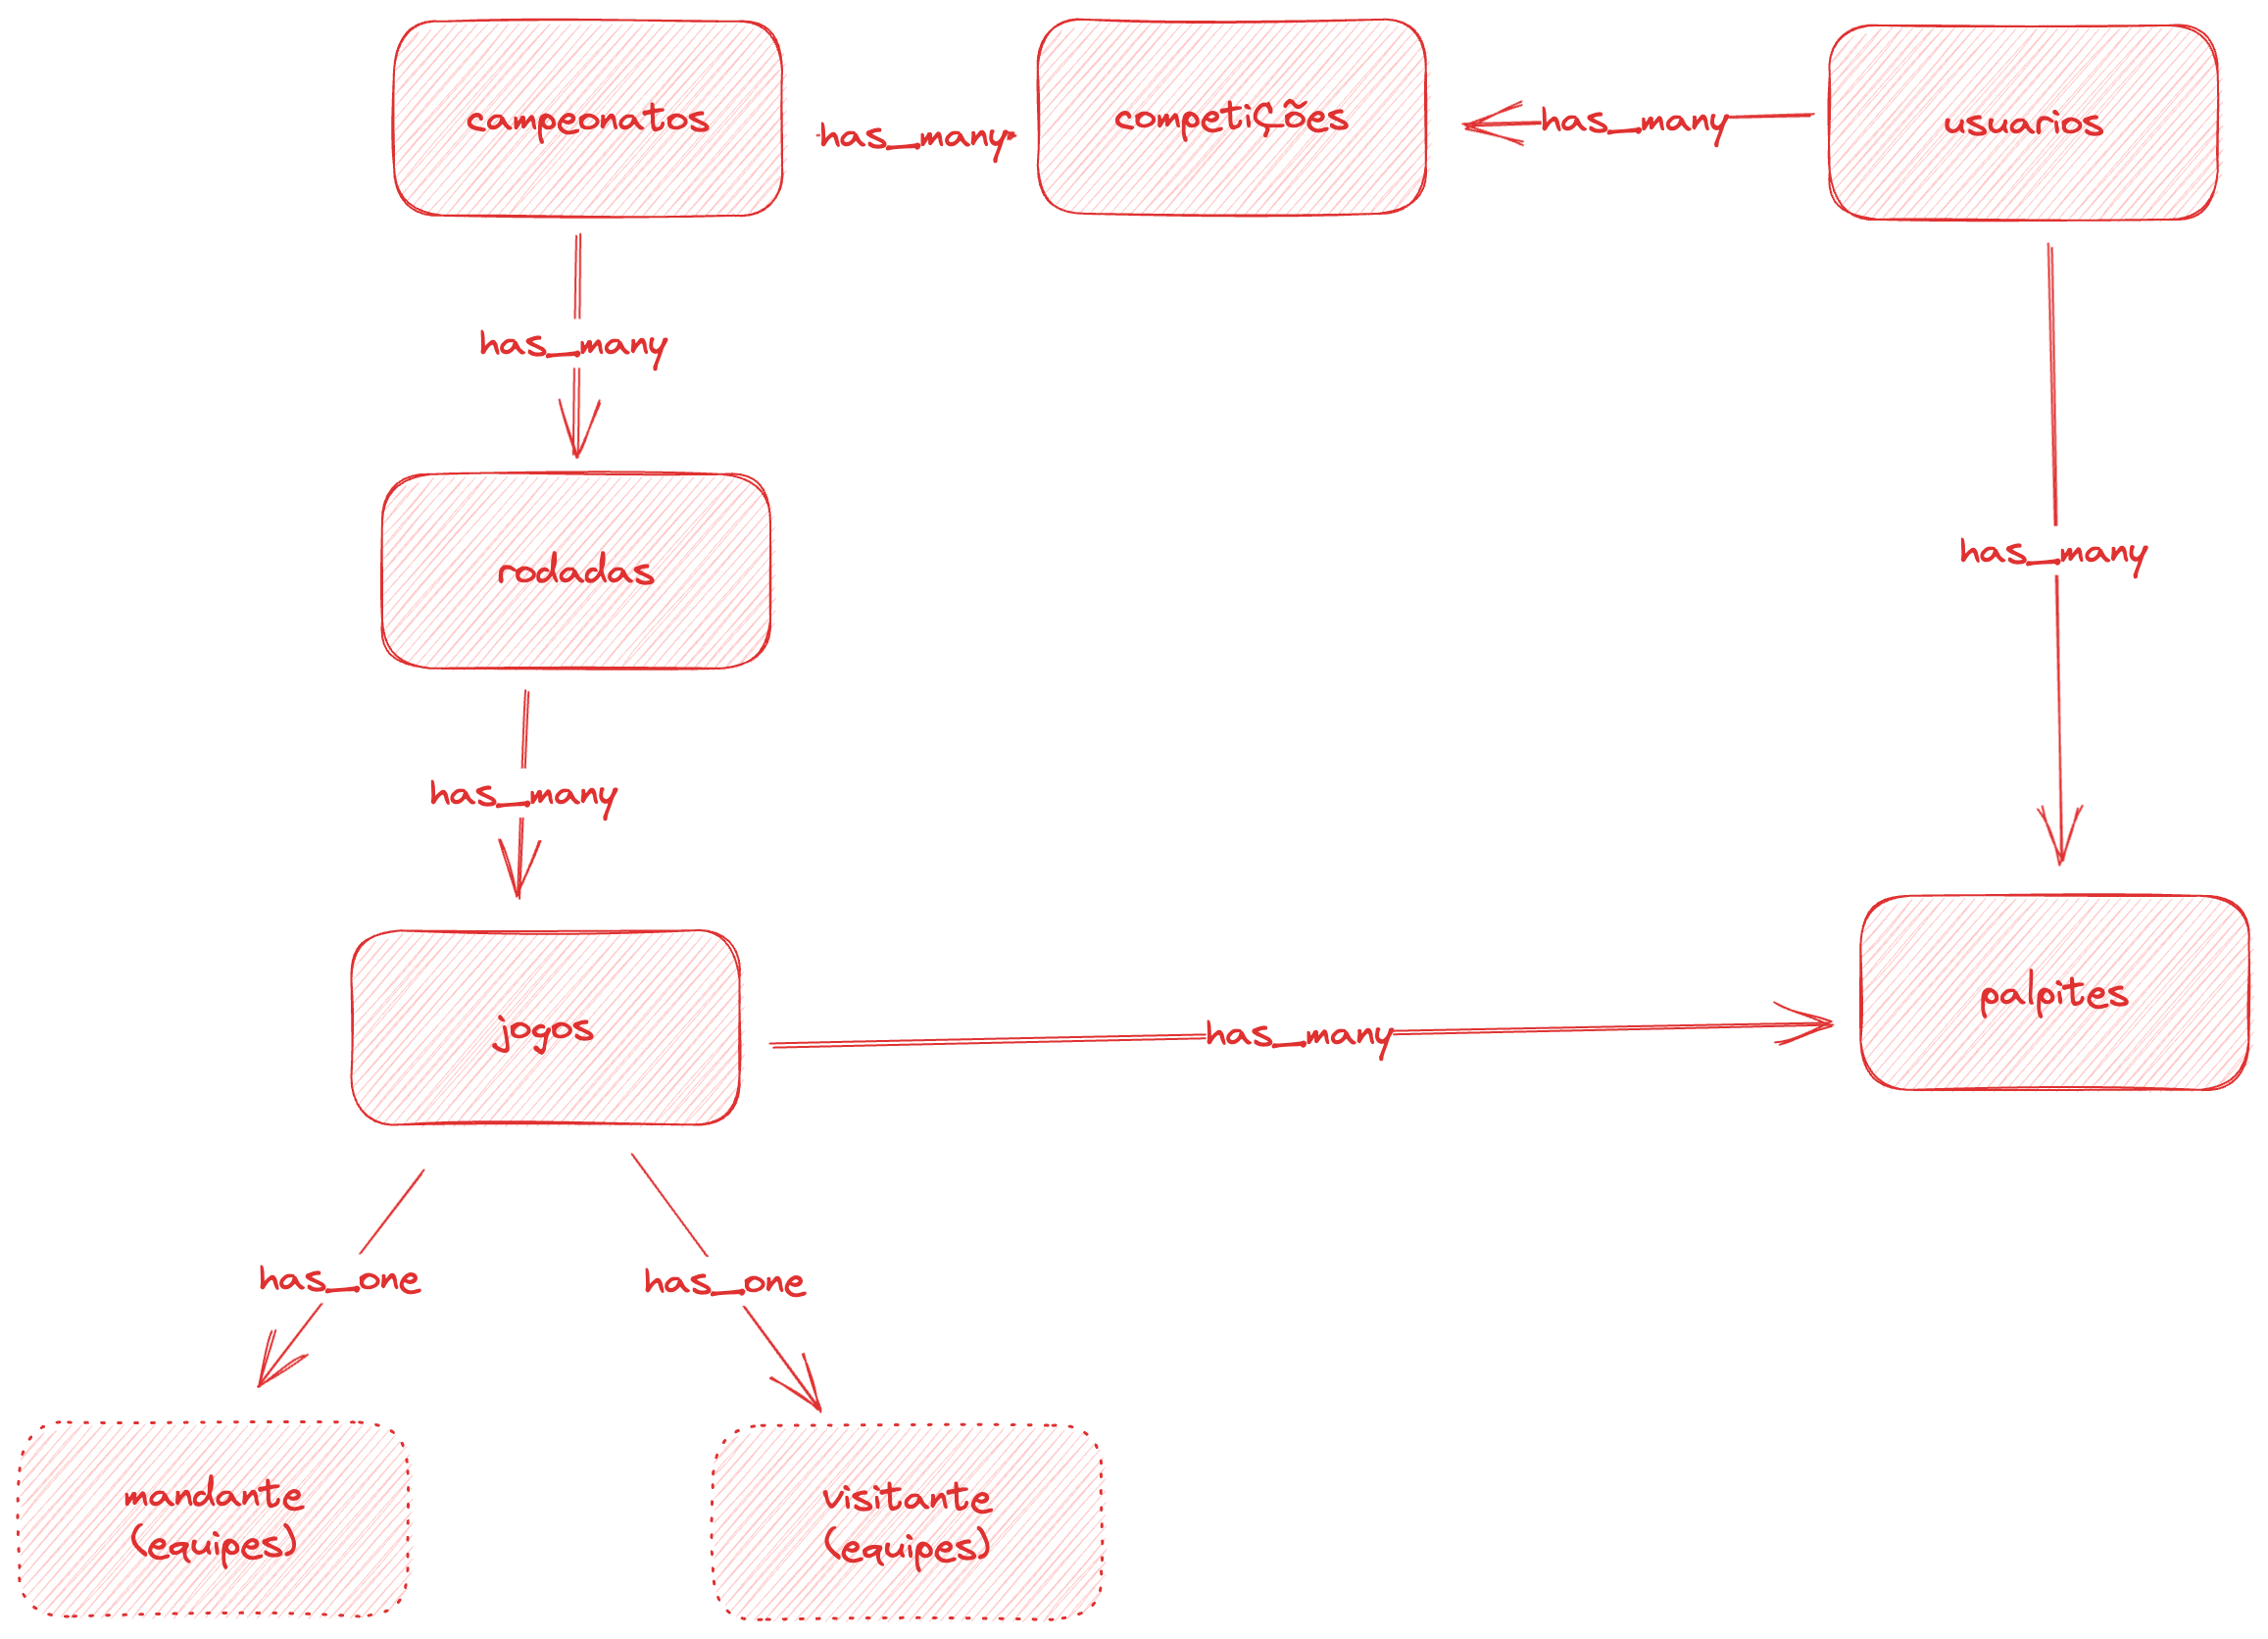 campeonatos
has_many
competições
has_many
usuarios
has_many
has_many
rodadas
has_many
jogos
has_many
palpites
has_one
has_one
mandante
(equipes)
visitante
(equipes)